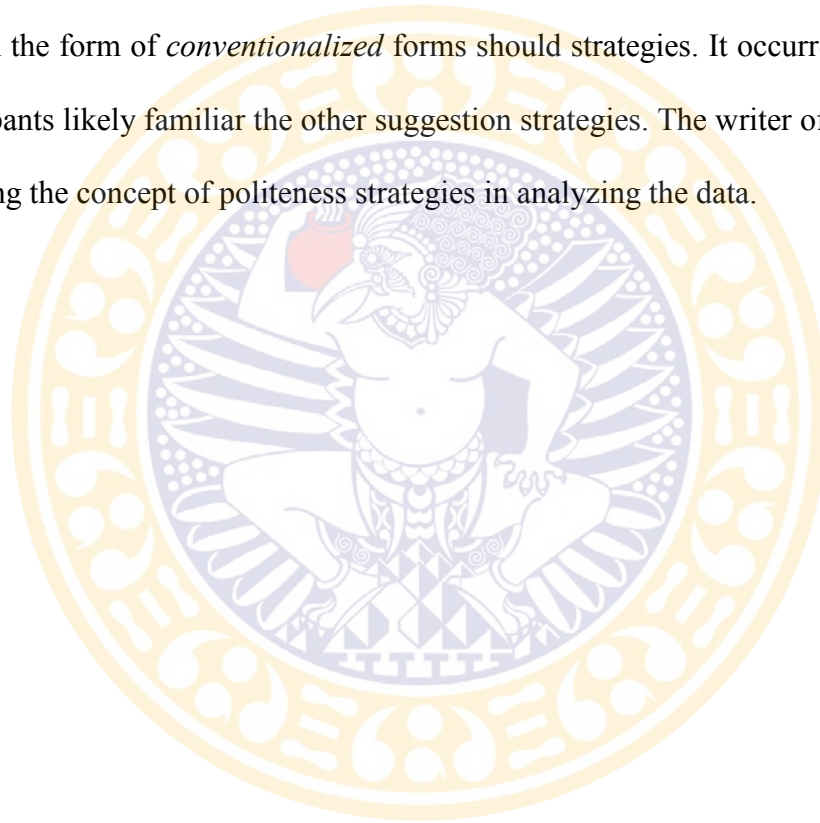 the form of conventionalized forms should strategies. It occurr
ants likely familiar the other suggestion strategies. The writer of
ng the concept of politeness strategies in analyzing the data.